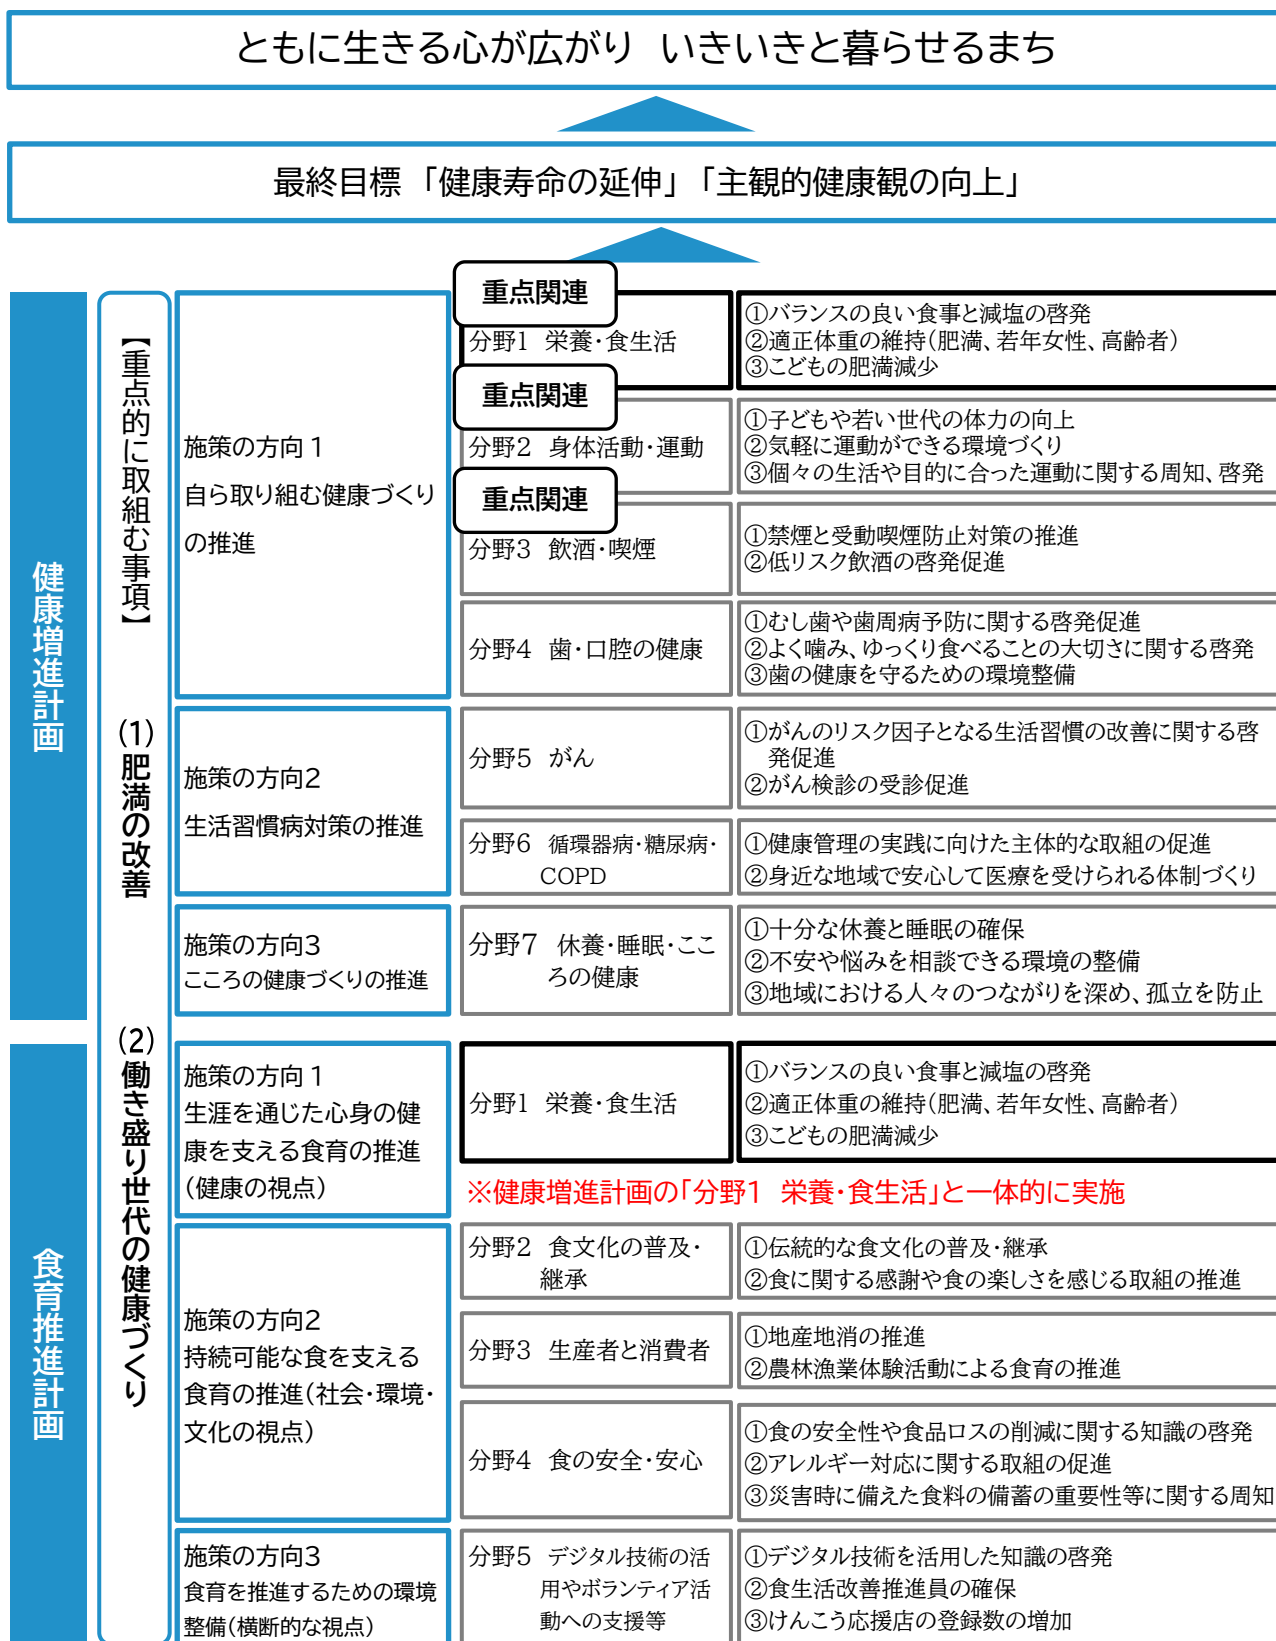 ともに生きる心が広がり いきいきと暮らせるまち
最終目標「健康寿命の延伸」「主観的健康観の向上」
健康増進計画
【重点的に取組む事項】
(1)肥満の改善
(2)働き盛り世代の健康づくり
施策の方向1
自ら取り組む健康づくり
の推進
重点関連
分野1 栄養・食生活
①バランスの良い食事と減塩の啓発
②適正体重の維持(肥満、若年女性、高齢者)
③こどもの肥満減少
重点関連
分野2 身体活動・運動
①子どもや若い世代の体力の向上
②気軽に運動ができる環境づくり
③個々の生活や目的に合った運動に関する周知、啓発
重点関連
分野3 飲酒・喫煙
①禁煙と受動喫煙防止対策の推進
②低リスク飲酒の啓発促進
分野4 歯・口腔の健康
①むし歯や歯周病予防に関する啓発促進
②よく噛み、ゆっくり食べることの大切さに関する啓発
③歯の健康を守るための環境整備
施策の方向2
生活習慣病対策の推進
分野5 がん
①がんのリスク因子となる生活習慣の改善に関する啓
発促進
②がん検診の受診促進
分野6 循環器病・糖尿病・
COPD
①健康管理の実践に向けた主体的な取組の促進
②身近な地域で安心して医療を受けられる体制づくり
施策の方向3
こころの健康づくりの推進
分野7 休養・睡眠・ここ
ろの健康
①十分な休養と睡眠の確保
②不安や悩みを相談できる環境の整備
③地域における人々のつながりを深め、孤立を防止
食育推進計画
施策の方向1
生涯を通じた心身の健
康を支える食育の推進
(健康の視点)
分野1 栄養・食生活
①バランスの良い食事と減塩の啓発
②適正体重の維持(肥満、若年女性、高齢者)
③こどもの肥満減少
※健康増進計画の「分野1 栄養・食生活」と一体的に実施
施策の方向2
持続可能な食を支える
食育の推進(社会・環境・
文化の視点)
分野2 食文化の普及・
継承
①伝統的な食文化の普及・継承
②食に関する感謝や食の楽しさを感じる取組の推進
分野3 生産者と消費者
①地産地消の推進
②農林漁業体験活動による食育の推進
分野4 食の安全・安心
①食の安全性や食品ロスの削減に関する知識の啓発
②アレルギー対応に関する取組の促進
③災害時に備えた食料の備蓄の重要性等に関する周知
施策の方向3
食育を推進するための環境
整備(横断的な視点)
分野5 デジタル技術の活
用やボランティア活
動への支援等
①デジタル技術を活用した知識の啓発
②食生活改善推進員の確保
③けんこう応援店の登録数の増加